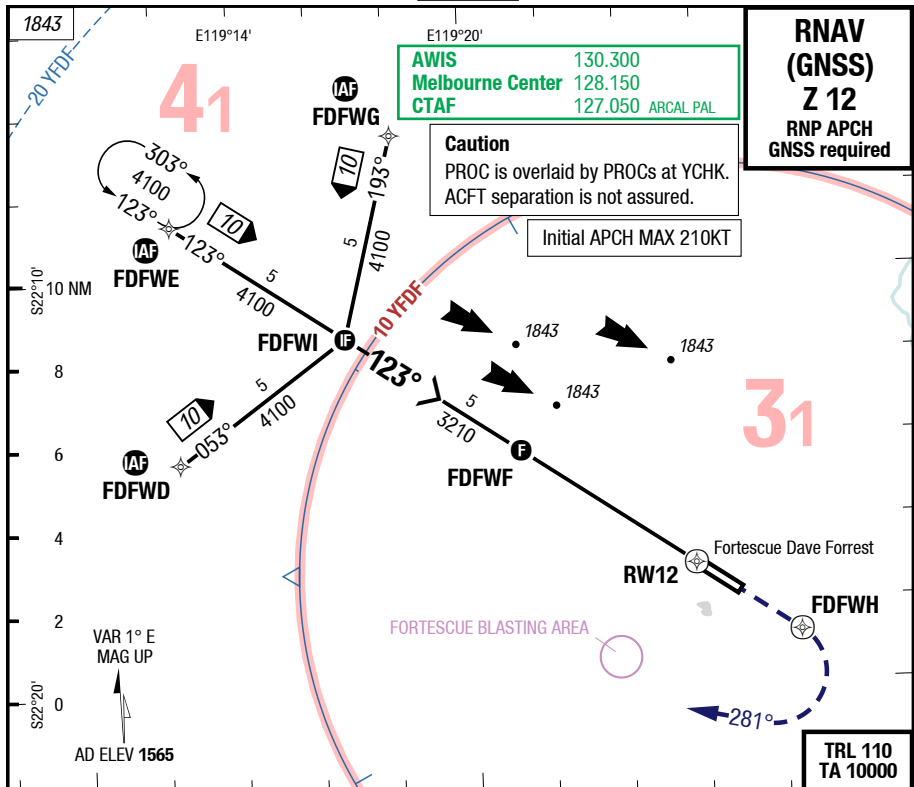 1843
E119°14'
E119°20'
RNAV
(GNSS)
Z 12
RNP APCH
GNSS required
20 YFDF
41
IAF
FDFWG
AWIS 130.300
Melbourne Center 128.150
CTAF 127.050 ARCAL PAL
Caution
PROC is overlaid by PROCs at YCHK.
ACFT separation is not assured.
Initial APCH MAX 210KT
303°
4100
123°
10
193°
10
5
4100
IAF
FDFWE
123°
5
4100
S22°10'
10 NM
10 YFDF
FDFWI
IF
123°
1843
1843
1843
31
8
5
4100
5
3210
10
053°
6
IAF
FDFWD
F
FDFWF
4
Fortescue Dave Forrest
RW12
FDFWH
2
FORTESCUE BLASTING AREA
VAR 1° E
MAG UP
S22°20'
0
281°
AD ELEV 1565
TRL 110
TA 10000